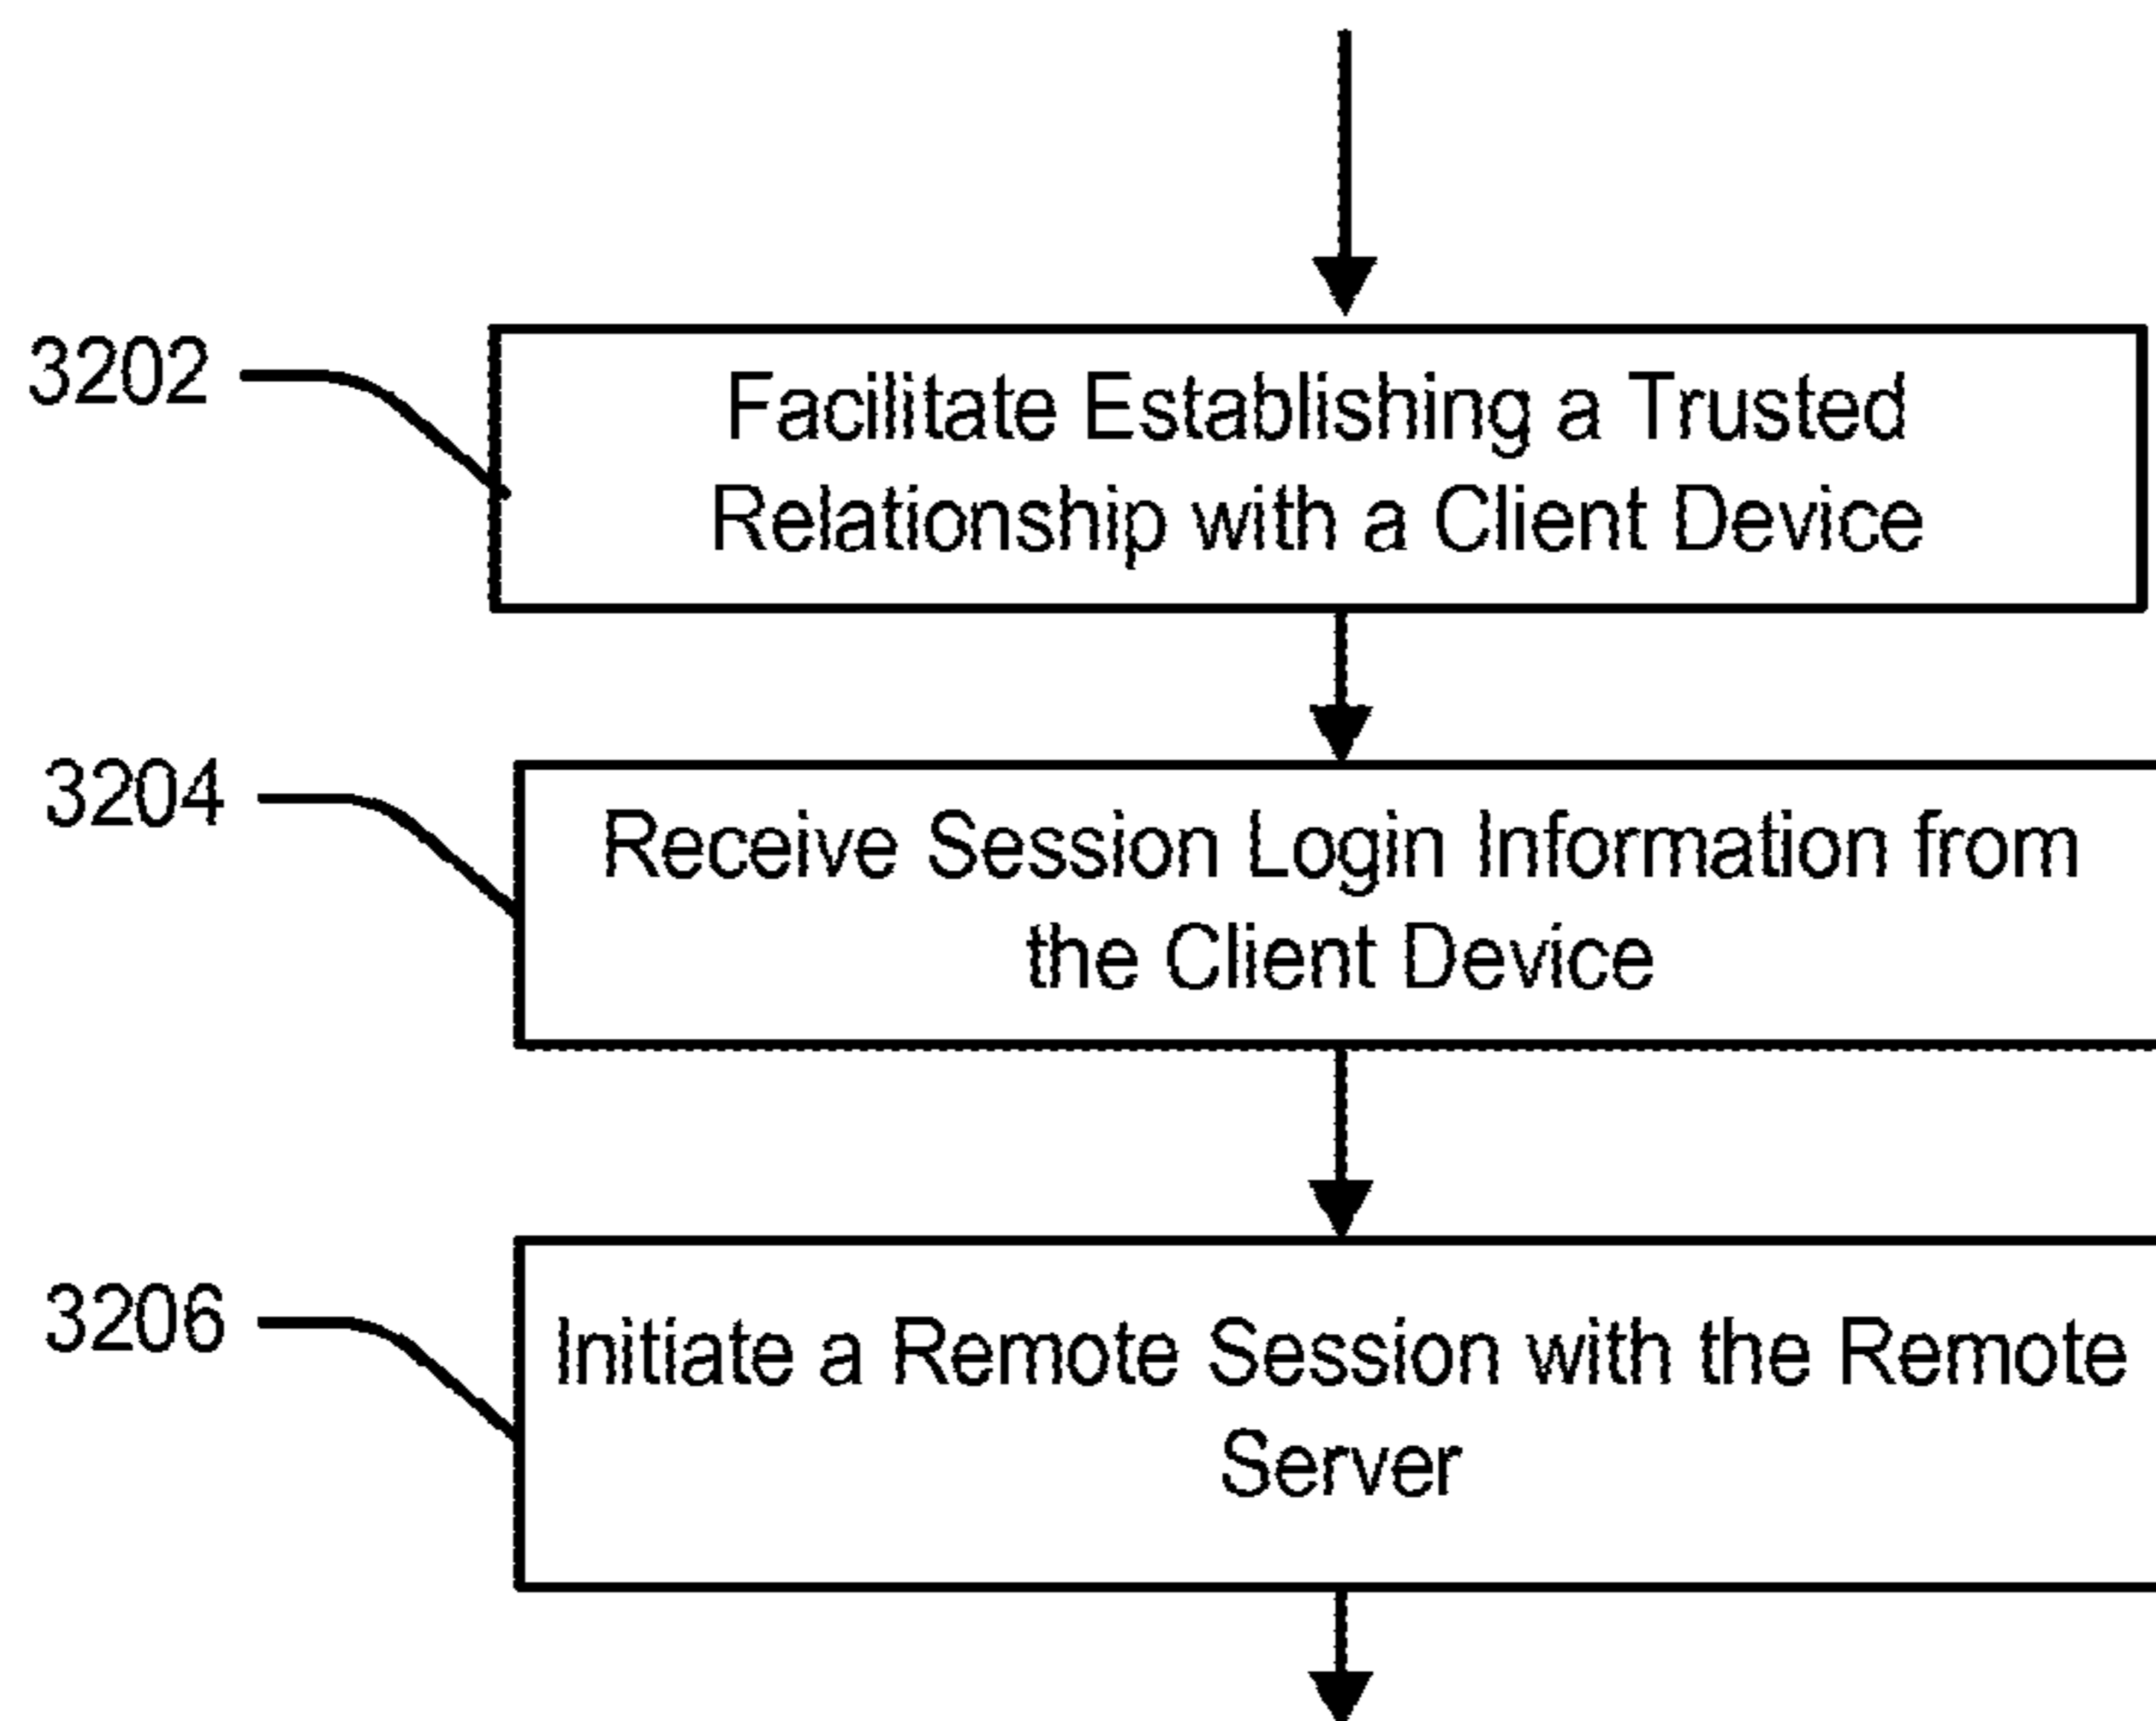 3202
Facilitate Establishing a Trusted
Relationship with a Client Device
3204
Receive Session Login Information from
the Client Device
3206
Initiate a Remote Session with the Remote
Server